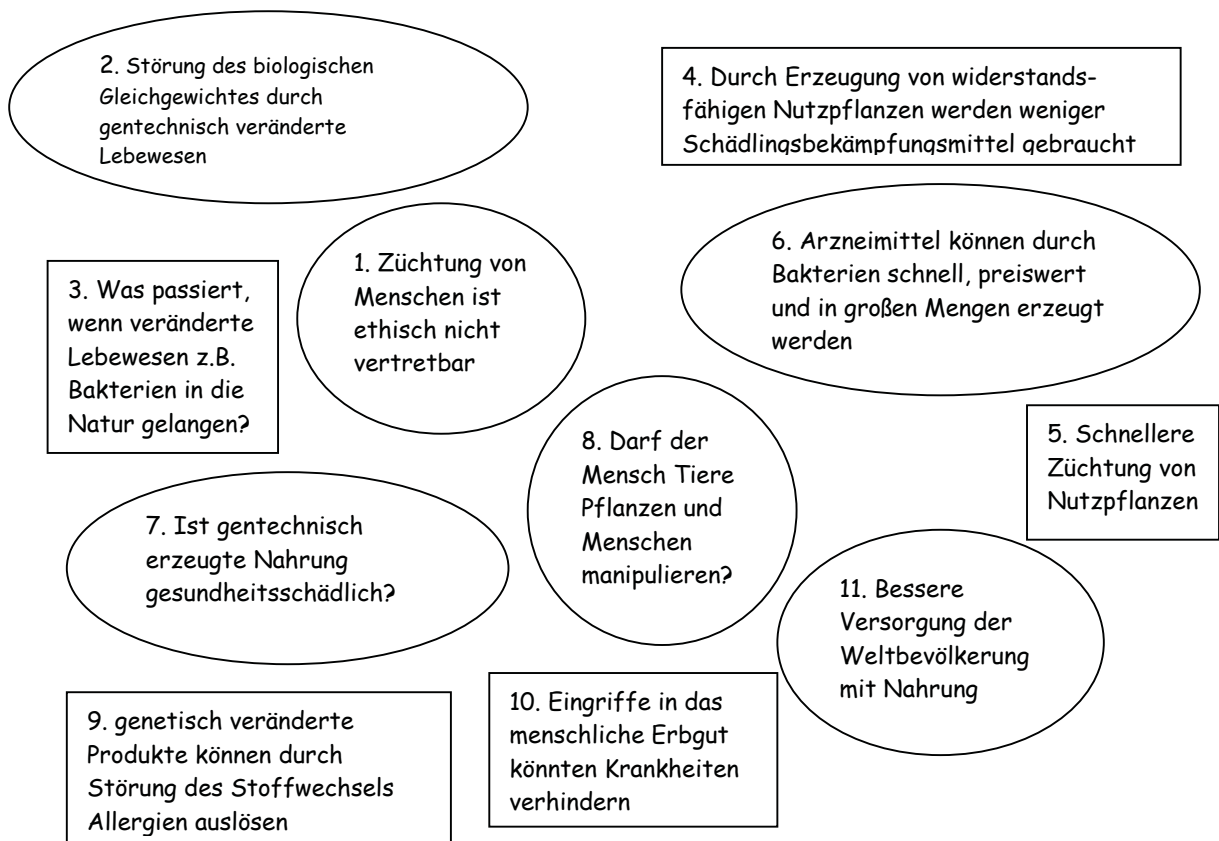 2. Störung des biologischen
Gleichgewichtes durch
gentechnisch veränderte
Lebewesen
4. Durch Erzeugung von widerstands-
fähigen Nutzpflanzen werden weniger
Schädlingsbekämpfungsmittel gebraucht
1. Züchtung von
Menschen ist
ethisch nicht
vertretbar
6. Arzneimittel können durch
Bakterien schnell, preiswert
und in großen Mengen erzeugt
werden
3. Was passiert,
wenn veränderte
Lebewesen z.B.
Bakterien in die
Natur gelangen?
8. Darf der
Mensch Tiere
Pflanzen und
Menschen
manipulieren?
5. Schnellere
Züchtung von
Nutzpflanzen
7. Ist gentechnisch
erzeugte Nahrung
gesundheitsschädlich?
11. Bessere
Versorgung der
Weltbevölkerung
mit Nahrung
9. genetisch veränderte
Produkte können durch
Störung des Stoffwechsels
Allergien auslösen
10. Eingriffe in das
menschliche Erbgut
könnten Krankheiten
verhindern